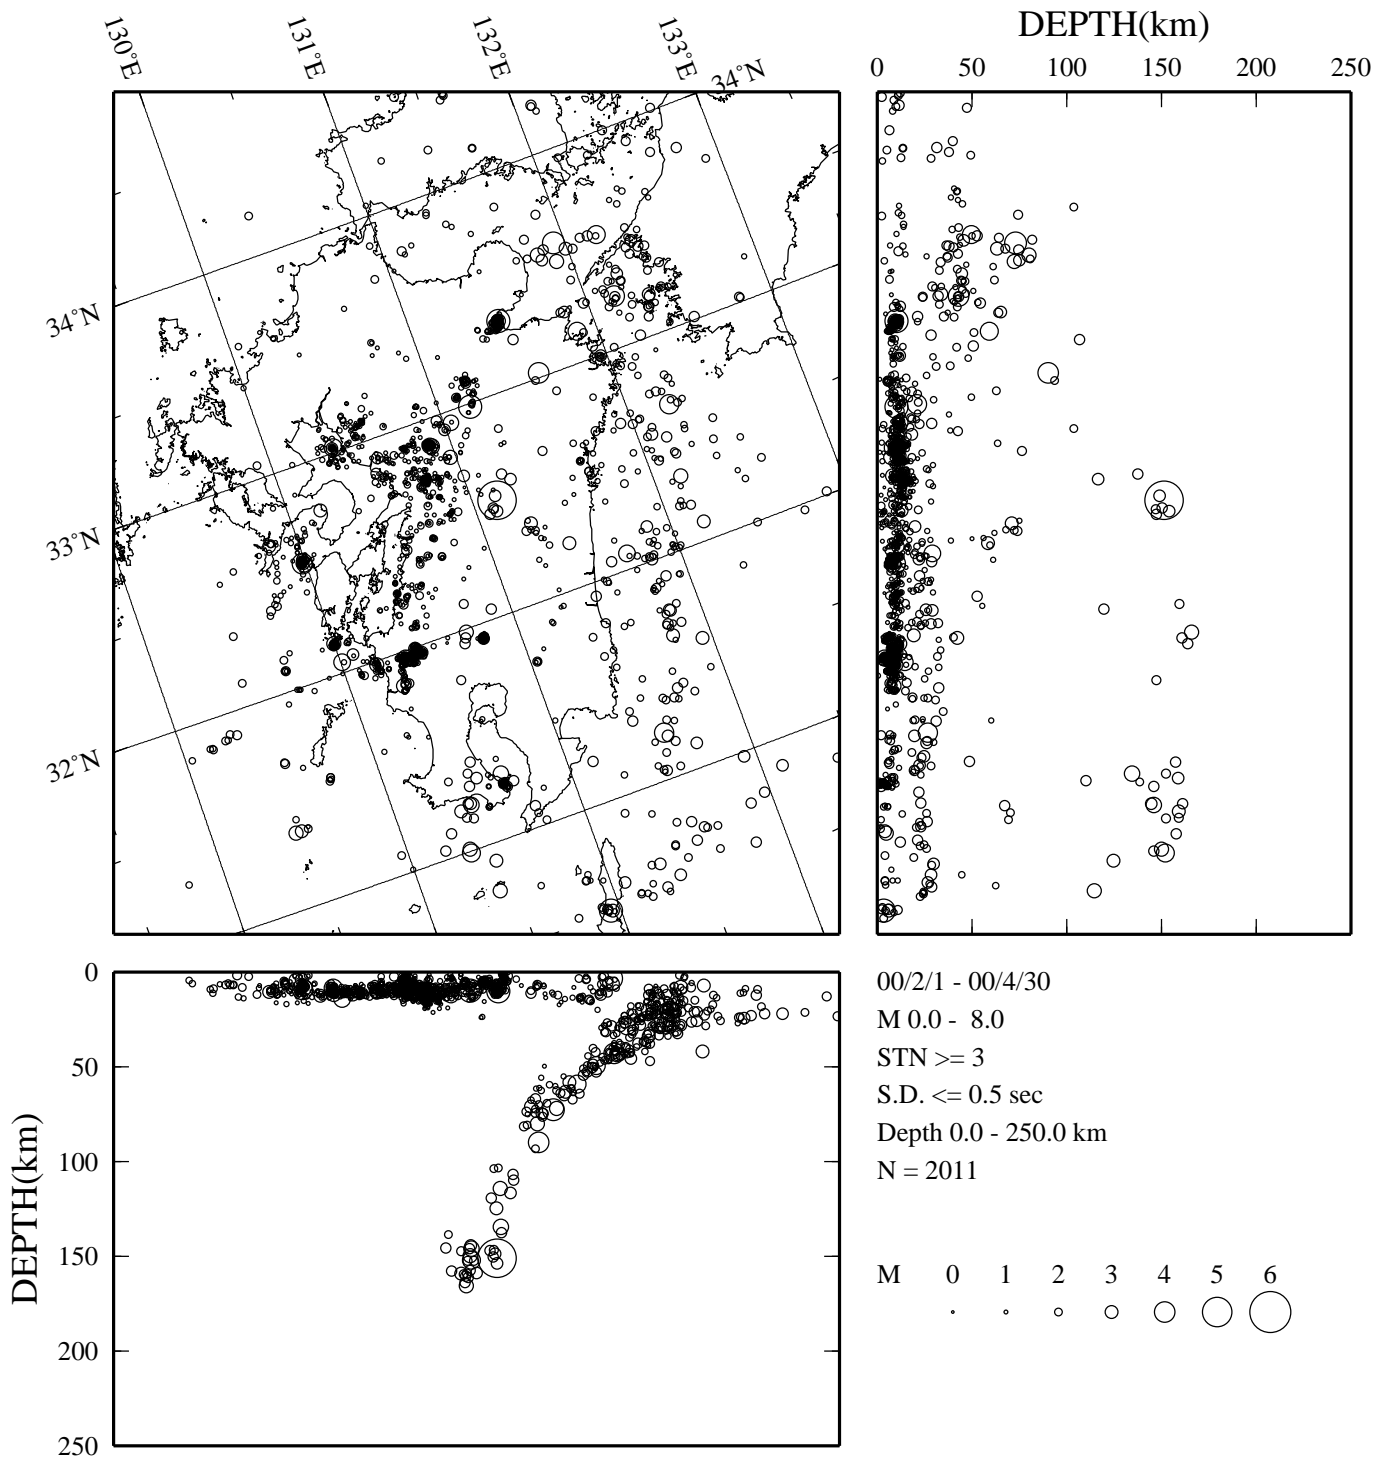 DEPTH(km)
130°E
131°E
132°E
133°E
34°N
0 50 100 150 200 250
34°N
33°N
32°N
DEPTH(km)
0
50
100
150
200
250
00/2/1 - 00/4/30
M 0.0 - 8.0
STN >= 3
S.D. <= 0.5 sec
Depth 0.0 - 250.0 km
N = 2011
M 0 1 2 3 4 5 6